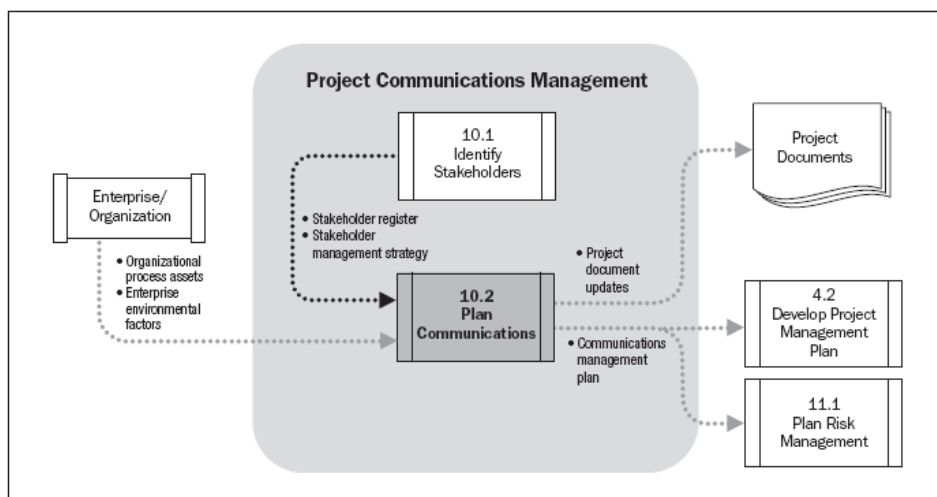 Project Communications Management
10.1
Identify
Stakeholders
Project
Documents
Enterprise/
Organization
• Stakeholder register
• Stakeholder
management strategy
• Organizational
process assets
• Enterprise
environmental
factors
• Project
document
updates
10.2
Plan
Communications
4.2
Develop Project
Management
Plan
• Communications
management
plan
11.1
Plan Risk
Management